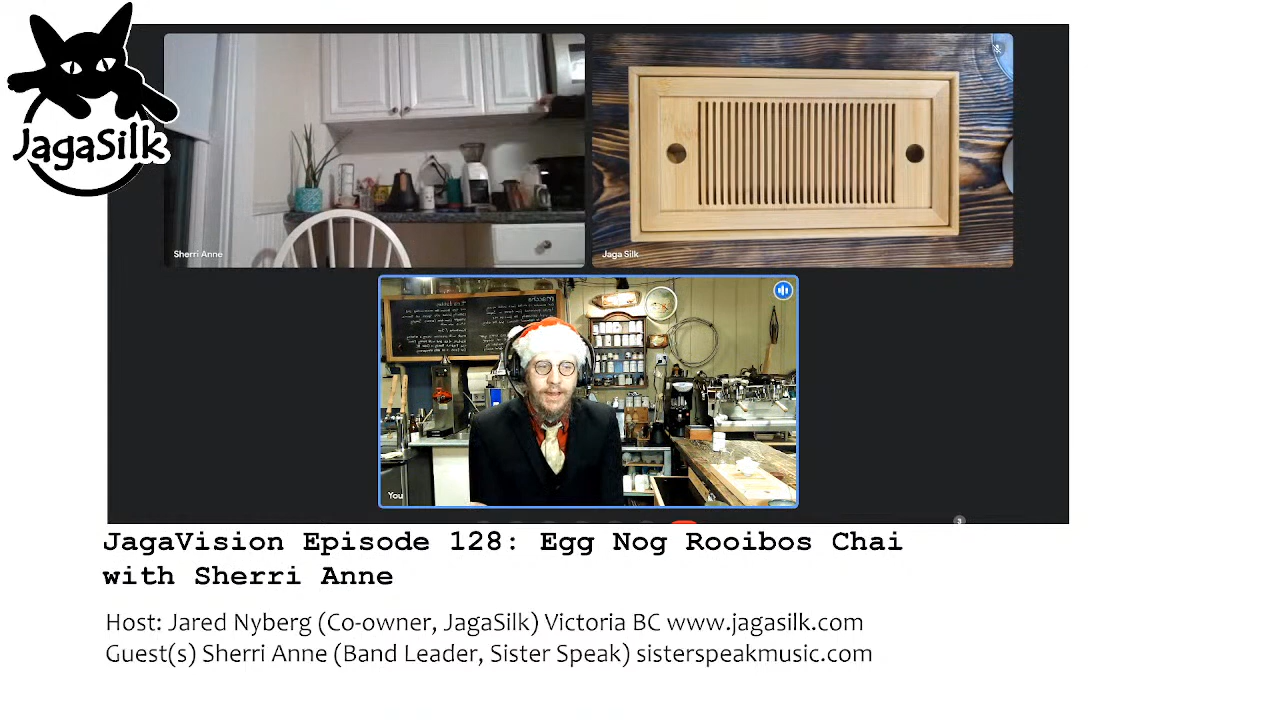 JagaSilk
Sherri Anne
Jaga Silk
You
3
JagaVision Episode 128: Egg Nog Rooibos Chai
with Sherri Anne
Host: Jared Nyberg (Co-owner, JagaSilk) Victoria BC www.jagasilk.com
Guest(s) Sherri Anne (Band Leader, Sister Speak) sisterspeakmusic.com